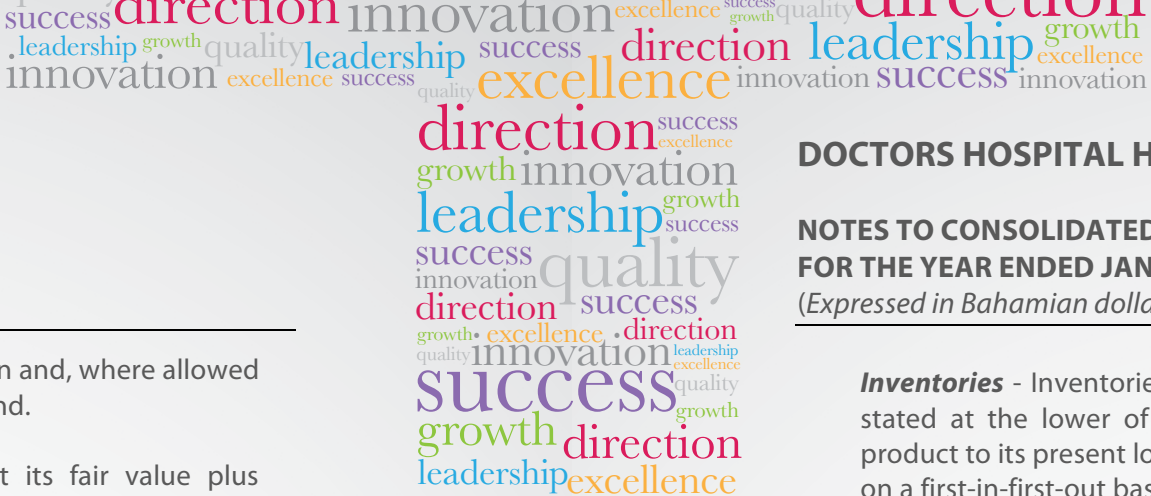 success direction innovation excellence success growth quality direction
leadership growth quality leadership success direction leadership growth
innovation excellence success quality excellence innovation success innovation excellence
direction success excellence
growth innovation
leadership growth success
success innovation quality
direction success
growth excellence direction
quality innovation leadership excellence
success quality growth
growth direction
leadership excellence
n and, where allowed
nd.
t its fair value plus
DOCTORS HOSPITAL H
NOTES TO CONSOLIDATED
FOR THE YEAR ENDED JAN
(Expressed in Bahamian dolla
Inventories - Inventorie
stated at the lower of
product to its present lo
on a first-in-first-out bas